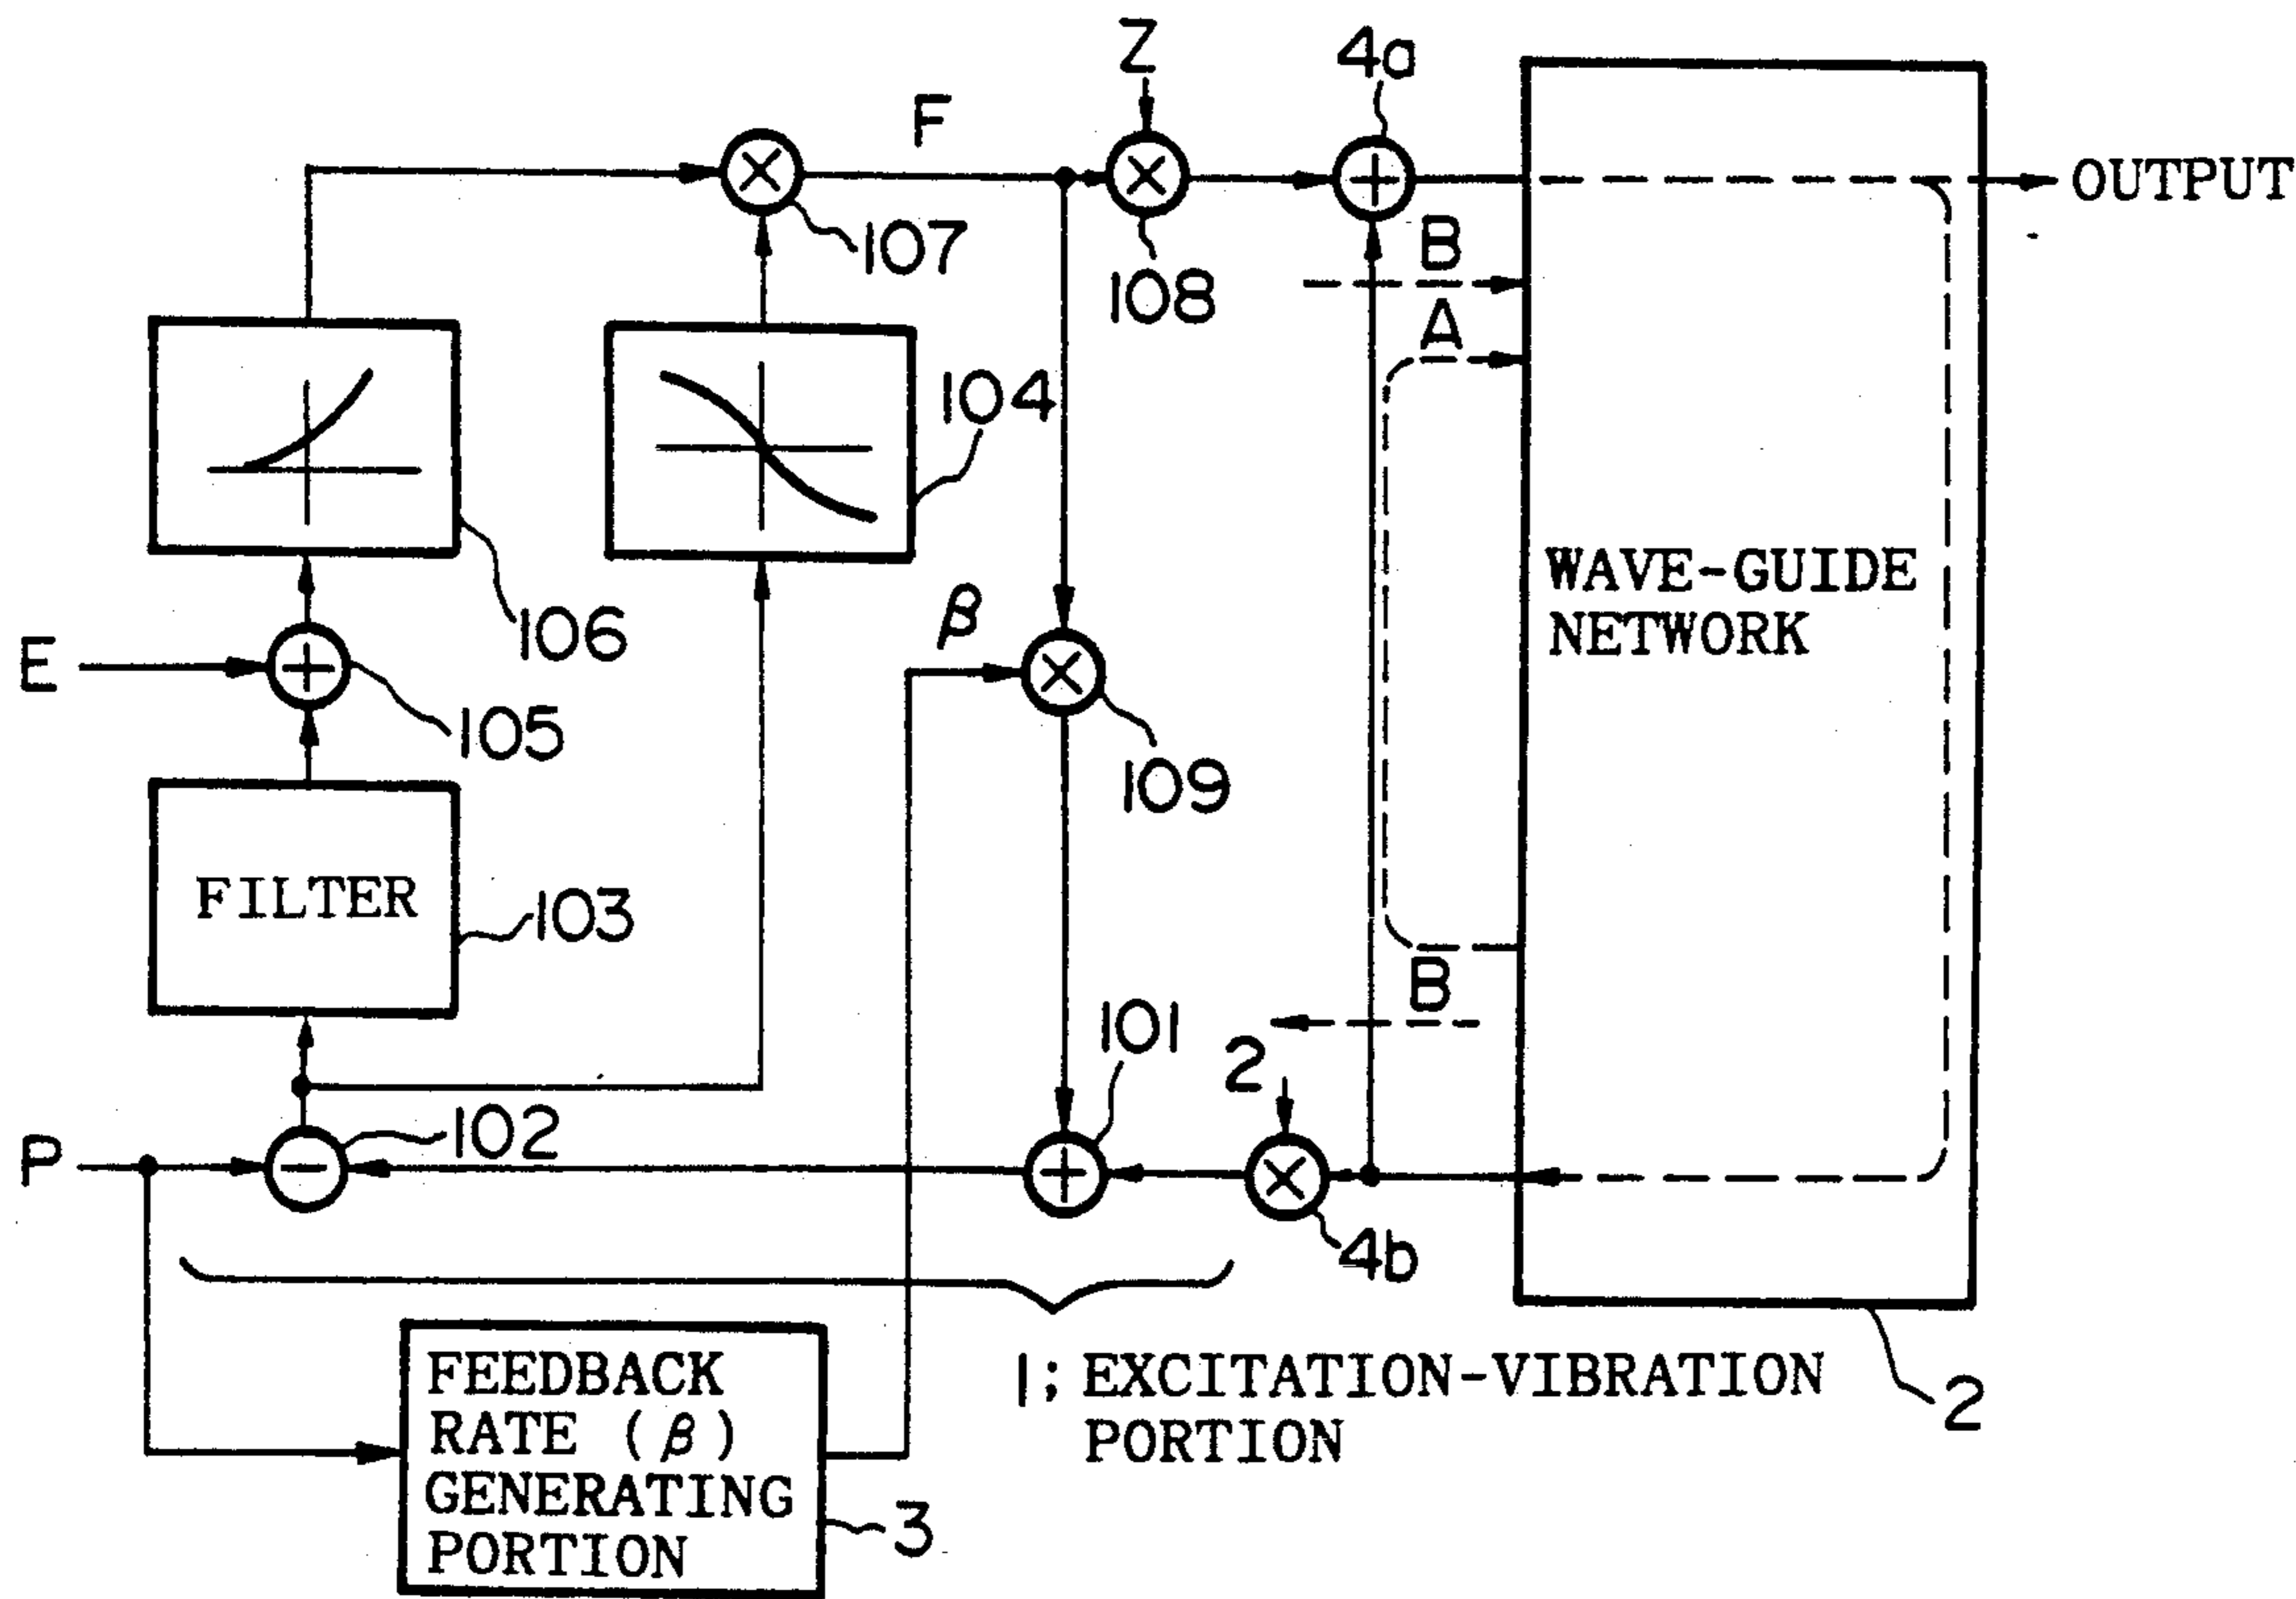 Z
4a
F
OUTPUT
107
B
108
A
104
WAVE-GUIDE
NETWORK
β
106
E
105
109
FILTER
103
B
101
2
102
P
4b
1; EXCITATION-VIBRATION
PORTION
2
FEEDBACK
RATE (β)
GENERATING
PORTION
3